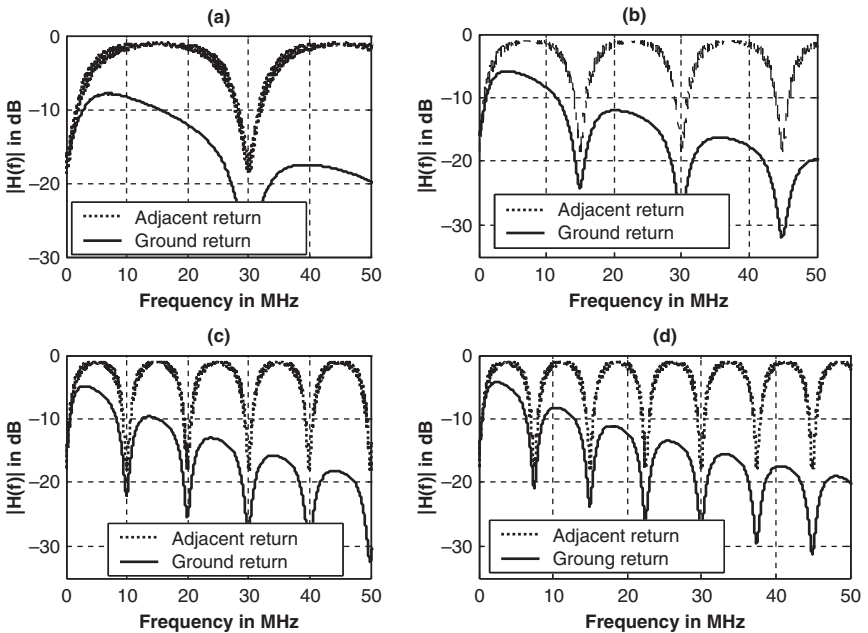 (a)
|H(f)| in dB
0
−10
−20
−30
Adjacent return
Ground return
0 10 20 30 40 50
Frequency in MHz
(b)
|H(f)| in dB
0
−10
−20
−30
Adjacent return
Ground return
0 10 20 30 40 50
Frequency in MHz
(c)
|H(f)| in dB
0
−10
−20
−30
Adjacent return
Ground return
0 10 20 30 40 50
Frequency in MHz
(d)
|H(f)| in dB
0
−10
−20
−30
Adjacent return
Groung return
0 10 20 30 40 50
Frequency in MHz